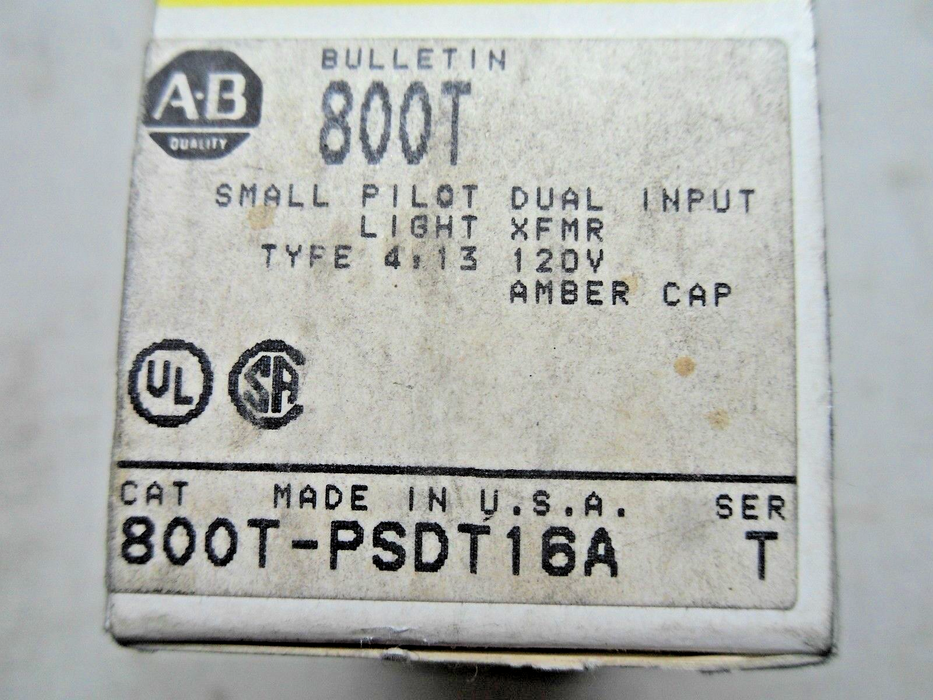 A·B
QUALITY
BULLETIN
800T
SMALL PILOT DUAL INPUT
LIGHT XFMR
TYPE 4,13 120V
AMBER CAP
UL
SA
CAT MADE IN U.S.A. SER
800T-PSDT16A T